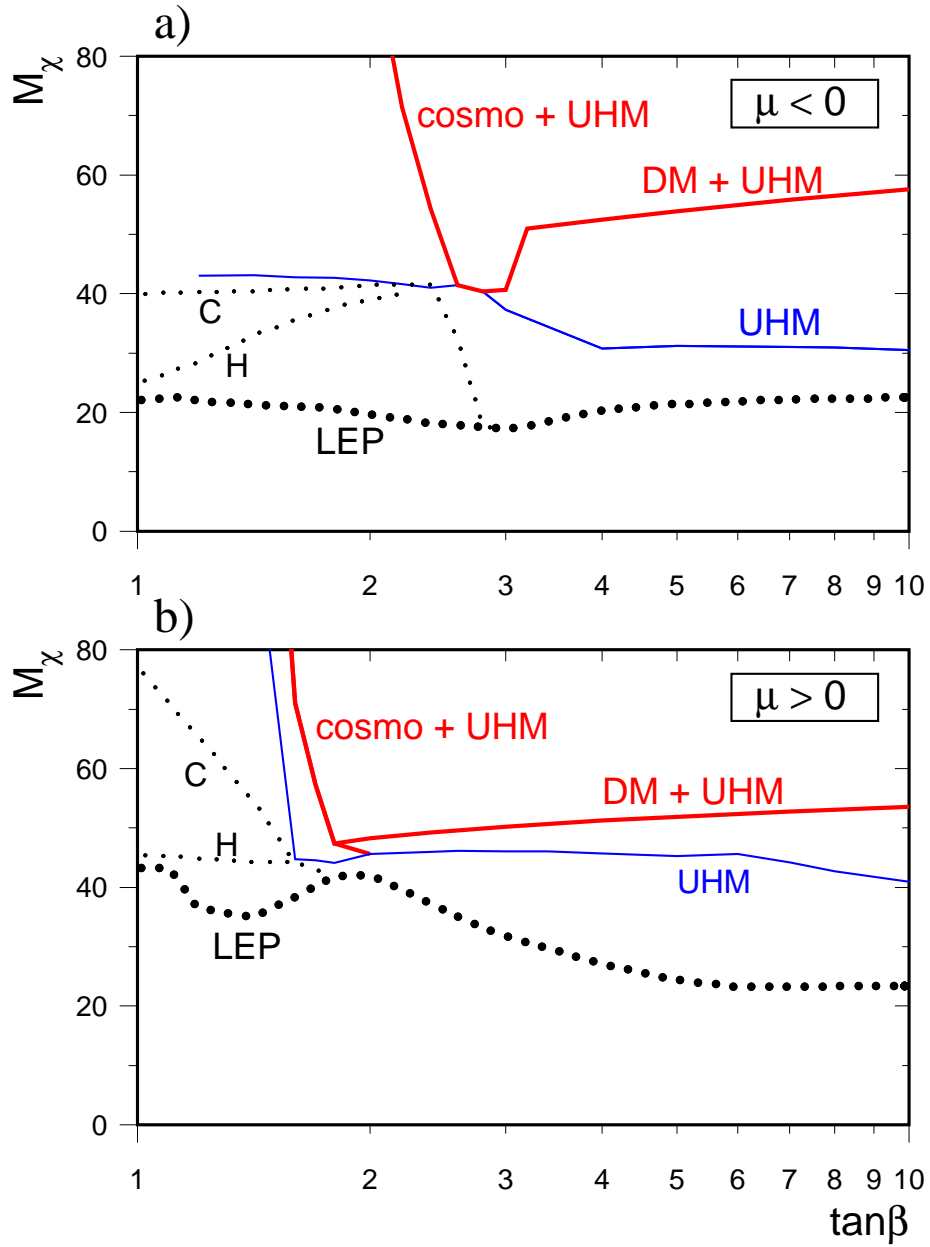 a)
M_χ
80
60
40
20
0
μ < 0
cosmo + UHM
DM + UHM
UHM
C
H
LEP
1 2 3 4 5 6 7 8 9 10
b)
M_χ
80
60
40
20
0
μ > 0
cosmo + UHM
DM + UHM
UHM
C
H
LEP
1 2 3 4 5 6 7 8 9 10
tanβ